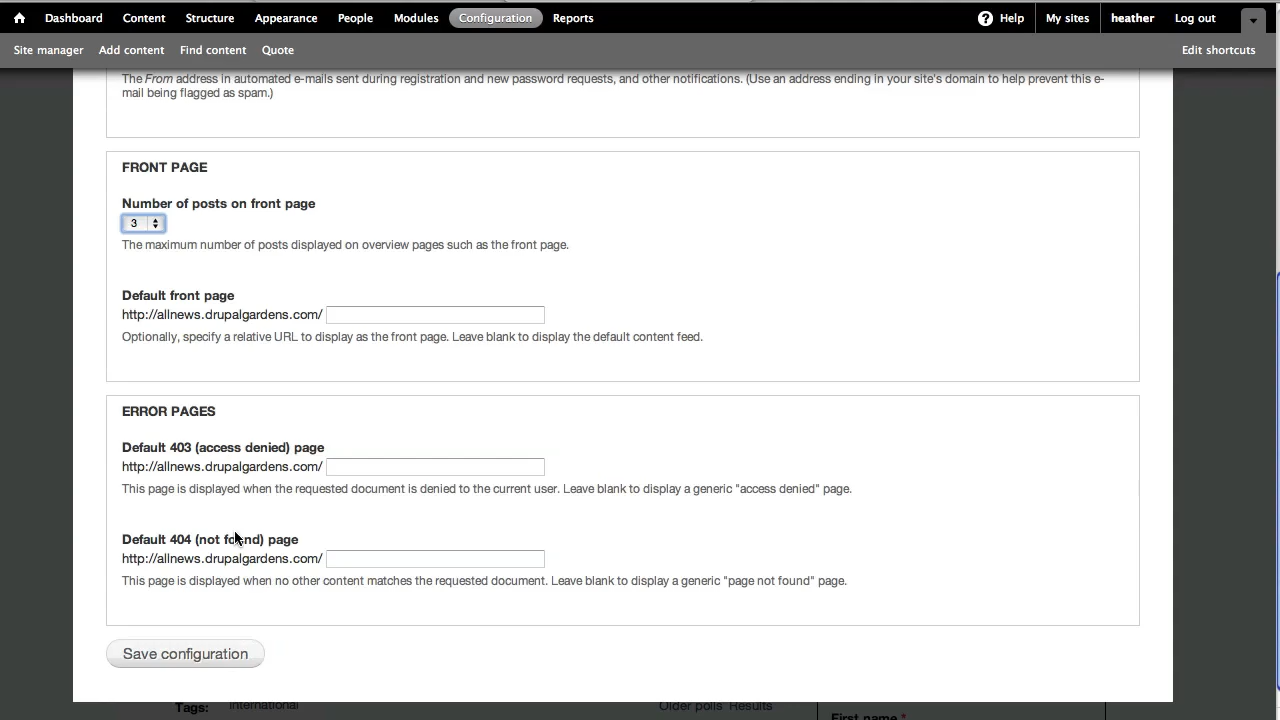 Dashboard Content Structure Appearance People Modules Configuration Reports ? Help My sites heather Log out
Site manager Add content Find content Quote Edit shortcuts
The From address in automated e-mails sent during registration and new password requests, and other notifications. (Use an address ending in your site's domain to help prevent this e-
mail being flagged as spam.)
FRONT PAGE
Number of posts on front page
3
The maximum number of posts displayed on overview pages such as the front page.
Default front page
http://allnews.drupalgardens.com/
Optionally, specify a relative URL to display as the front page. Leave blank to display the default content feed.
ERROR PAGES
Default 403 (access denied) page
http://allnews.drupalgardens.com/
This page is displayed when the requested document is denied to the current user. Leave blank to display a generic "access denied" page.
Default 404 (not found) page
http://allnews.drupalgardens.com/
This page is displayed when no other content matches the requested document. Leave blank to display a generic "page not found" page.
Save configuration
Tags: International Older polls Results
First name *